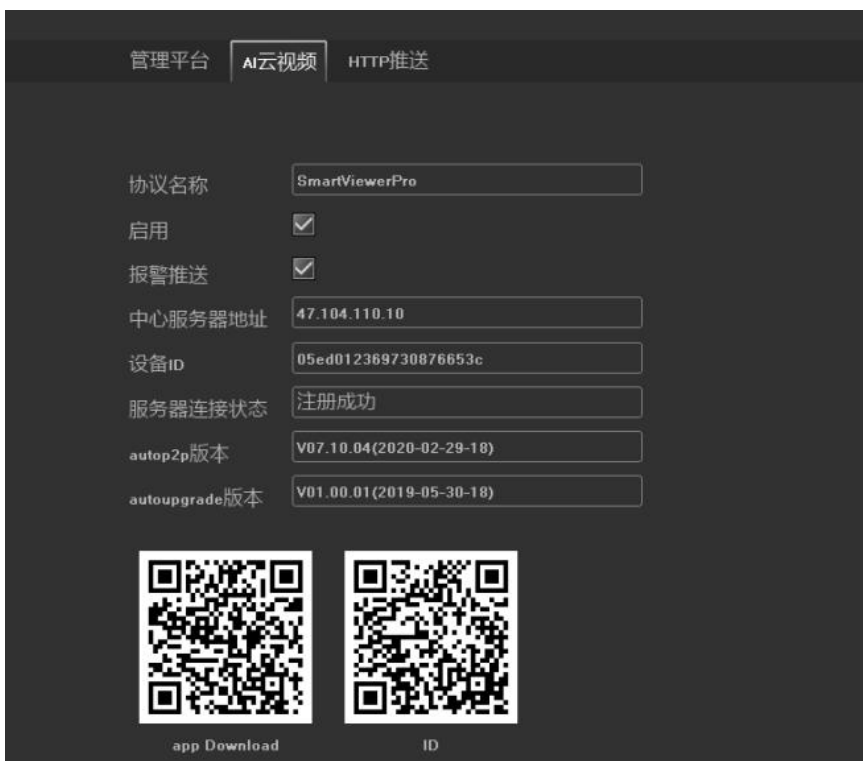 管理平台 AI云视频 HTTP推送
协议名称 SmartViewerPro
启用
报警推送
中心服务器地址 47.104.110.10
设备ID 05ed012369730876653c
服务器连接状态 注册成功
autop2p版本 V07.10.04(2020-02-29-18)
autoupgrade版本 V01.00.01(2019-05-30-18)
app Download ID